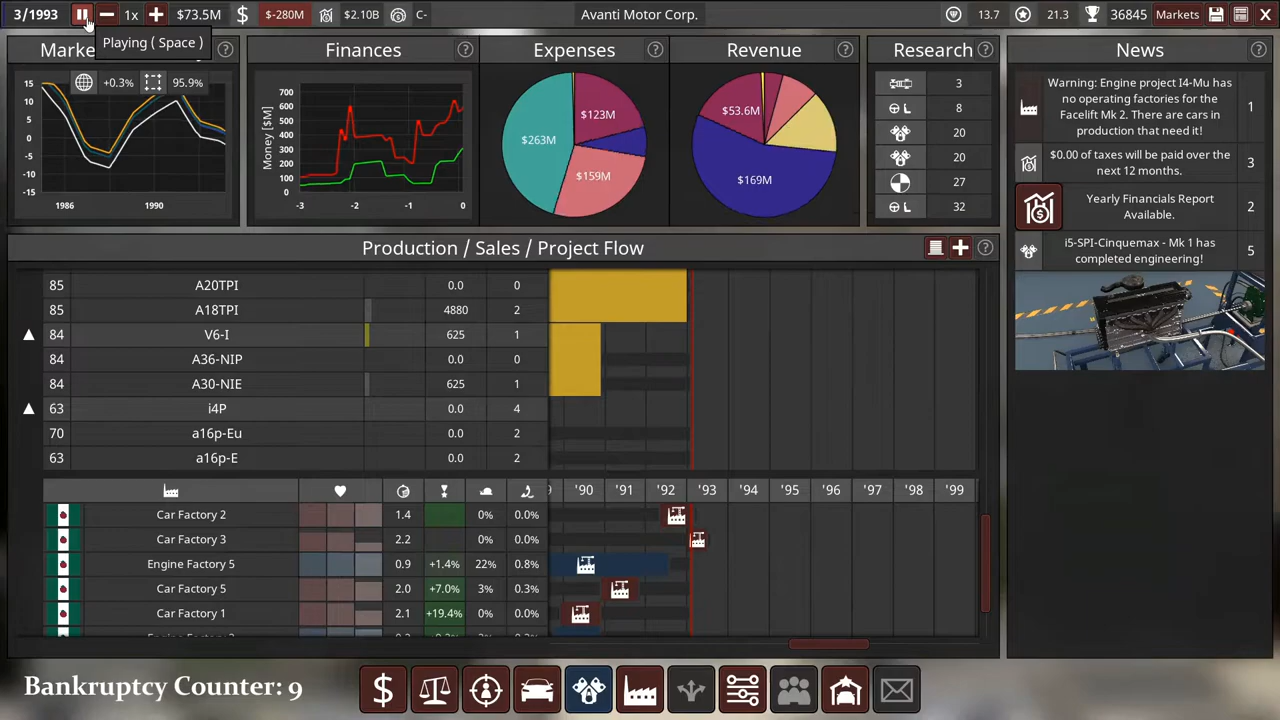 3/1993
1x
$73.5M
$-280M
$2.10B
C-
Avanti Motor Corp.
13.7
21.3
36845
Markets
Playing ( Space )
Marke
Finances
Expenses
Revenue
Research
News
+0.3%
95.9%
15
10
5
0
-5
-10
-15
1986
1990
Money [$M]
700
600
500
400
300
200
100
0
-3
-2
-1
0
$263M
$123M
$159M
$53.6M
$169M
3
8
20
20
27
32
Warning: Engine project I4-Mu has
no operating factories for the
Facelift Mk 2. There are cars in
production that need it!
1
$0.00 of taxes will be paid over the
next 12 months.
3
Yearly Financials Report
Available.
2
i5-SPI-Cinquemax - Mk 1 has
completed engineering!
5
Production / Sales / Project Flow
85 A20TPI 0.0 0
85 A18TPI 4880 2
84 V6-I 625 1
84 A36-NIP 0.0 0
84 A30-NIE 625 1
63 i4P 0.0 4
70 a16p-Eu 0.0 2
63 a16p-E 0.0 2
'90 '91 '92 '93 '94 '95 '96 '97 '98 '99
Car Factory 2 1.4 0% 0.0%
Car Factory 3 2.2 0% 0.0%
Engine Factory 5 0.9 +1.4% 22% 0.8%
Car Factory 5 2.0 +7.0% 3% 0.3%
Car Factory 1 2.1 +19.4% 0% 0.0%
Bankruptcy Counter: 9